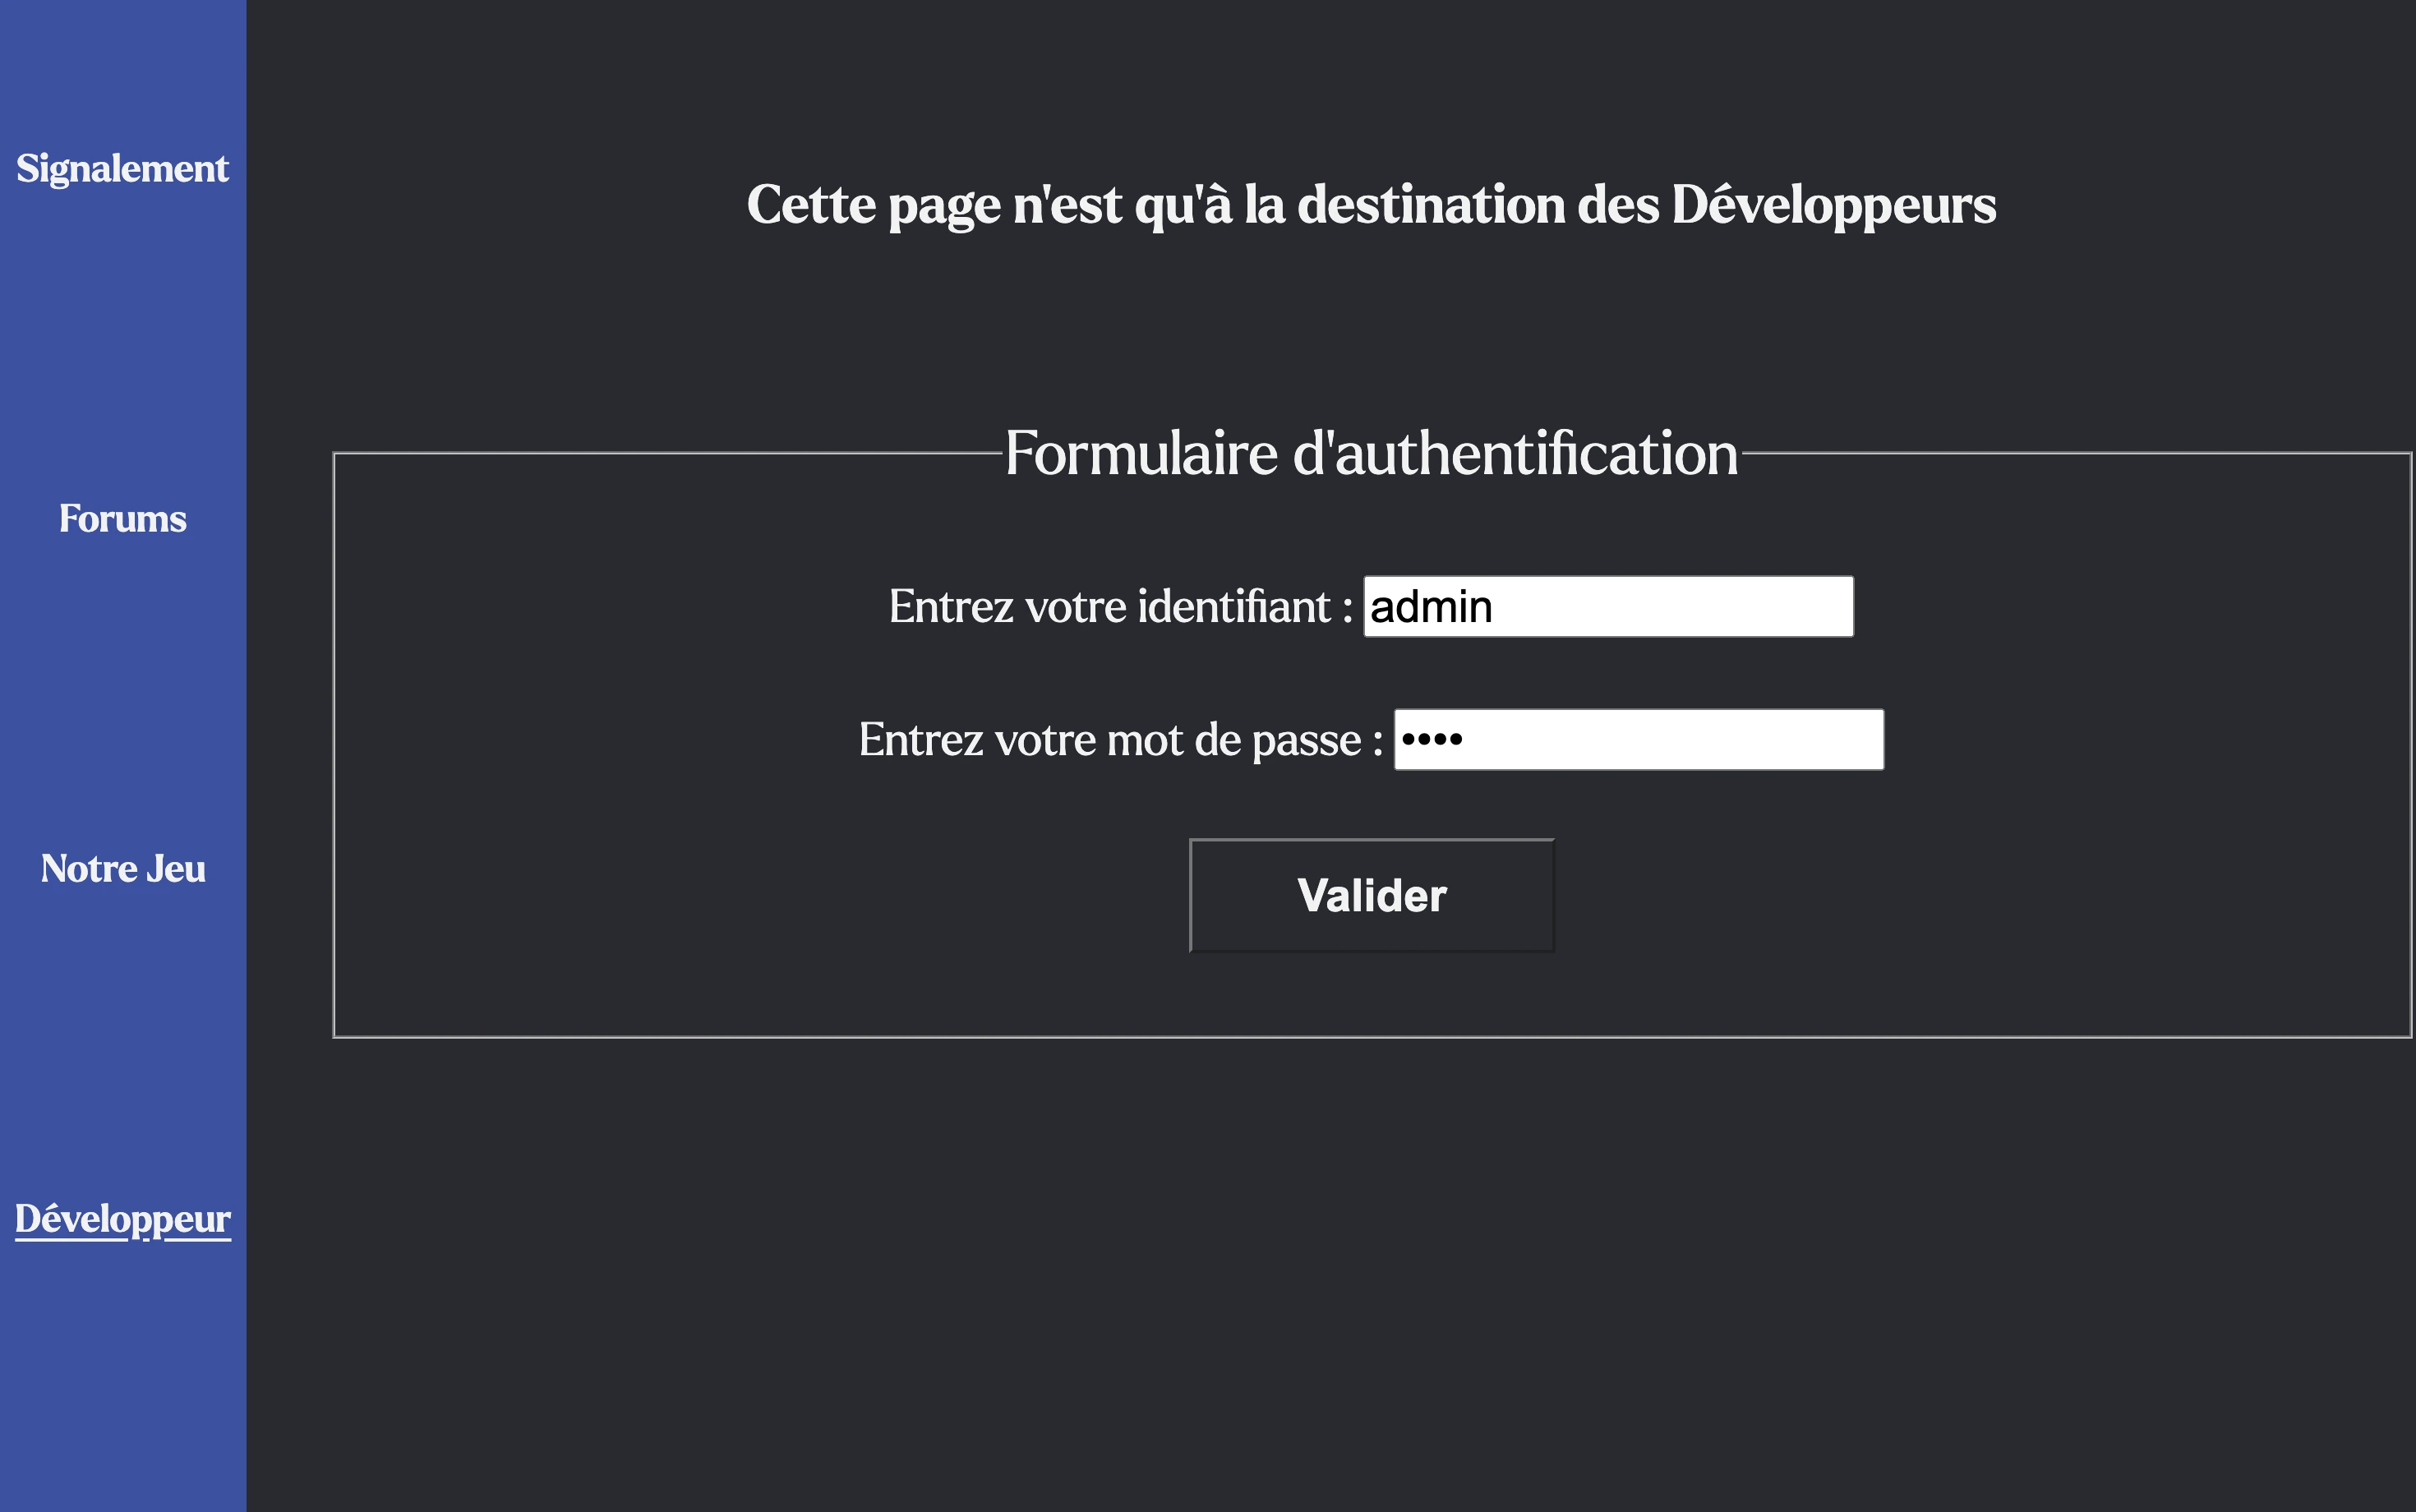 Signalement
Forums
Notre Jeu
Développeur
Cette page n'est qu'à la destination des Développeurs
Formulaire d'authentification
Entrez votre identifiant : admin
Entrez votre mot de passe : ••••
Valider